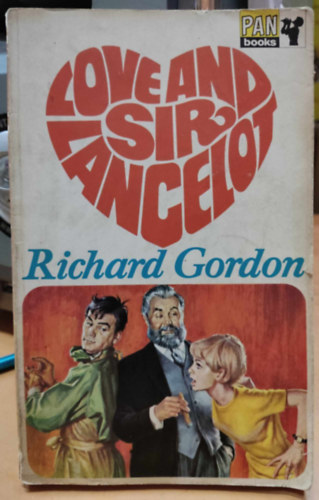 PAN
books
LOVE AND
SIR
LANCELOT
Richard Gordon